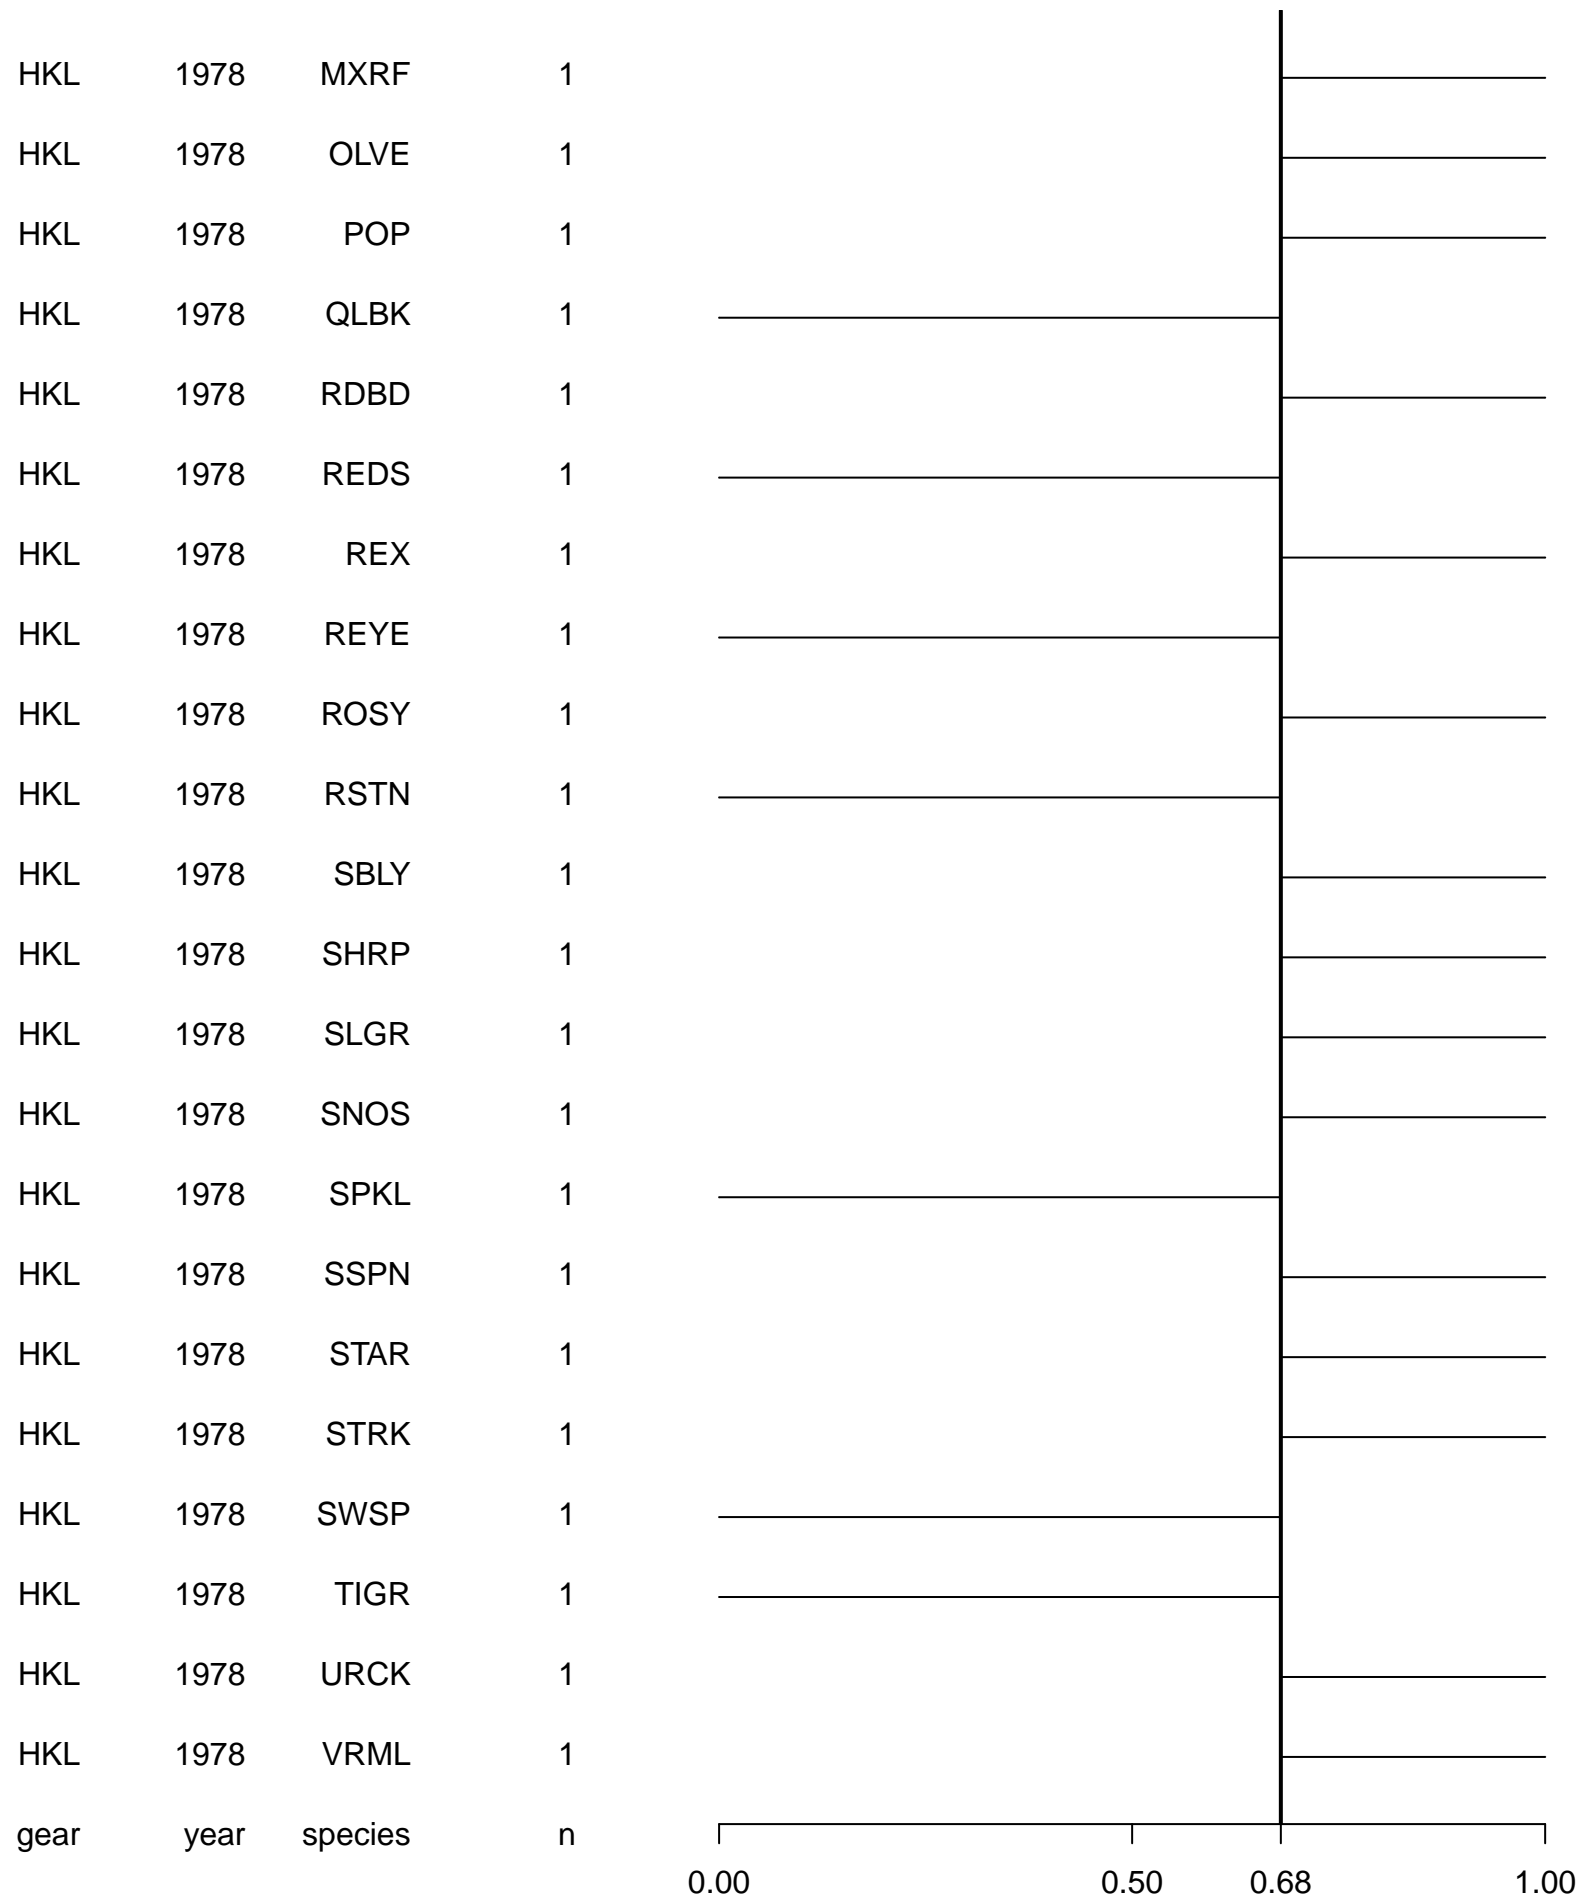 HKL 1978 MXRF 1
HKL 1978 OLVE 1
HKL 1978 POP 1
HKL 1978 QLBK 1
HKL 1978 RDBD 1
HKL 1978 REDS 1
HKL 1978 REX 1
HKL 1978 REYE 1
HKL 1978 ROSY 1
HKL 1978 RSTN 1
HKL 1978 SBLY 1
HKL 1978 SHRP 1
HKL 1978 SLGR 1
HKL 1978 SNOS 1
HKL 1978 SPKL 1
HKL 1978 SSPN 1
HKL 1978 STAR 1
HKL 1978 STRK 1
HKL 1978 SWSP 1
HKL 1978 TIGR 1
HKL 1978 URCK 1
HKL 1978 VRML 1
gear year species n
0.00 0.50 0.68 1.00